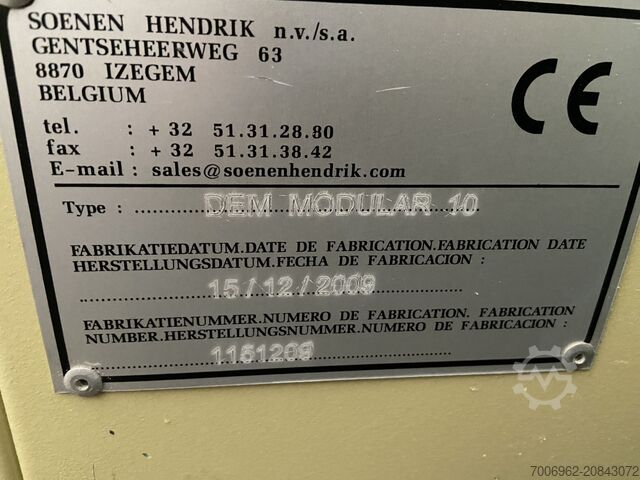 SOENEN HENDRIK n.v./s.a.
GENTSEHEERWEG 63
8870 IZEGEM
BELGIUM
CE
tel. : + 32 51.31.28.80
fax : + 32 51.31.38.42
E-mail : sales@soenenhendrik.com
Type : DEM MODULAR 10
FABRIKATIEDATUM.DATE DE FABRICATION.FABRICATION DATE
HERSTELLUNGSDATUM.FECHA DE FABRICACION :
15/12/2009
FABRIKATIENUMMER.NUMERO DE FABRICATION. FABRICATION
NUMBER.HERSTELLUNGSNUMMER.NUMERO DE FABRICACION :
1151209
7006962-20843072